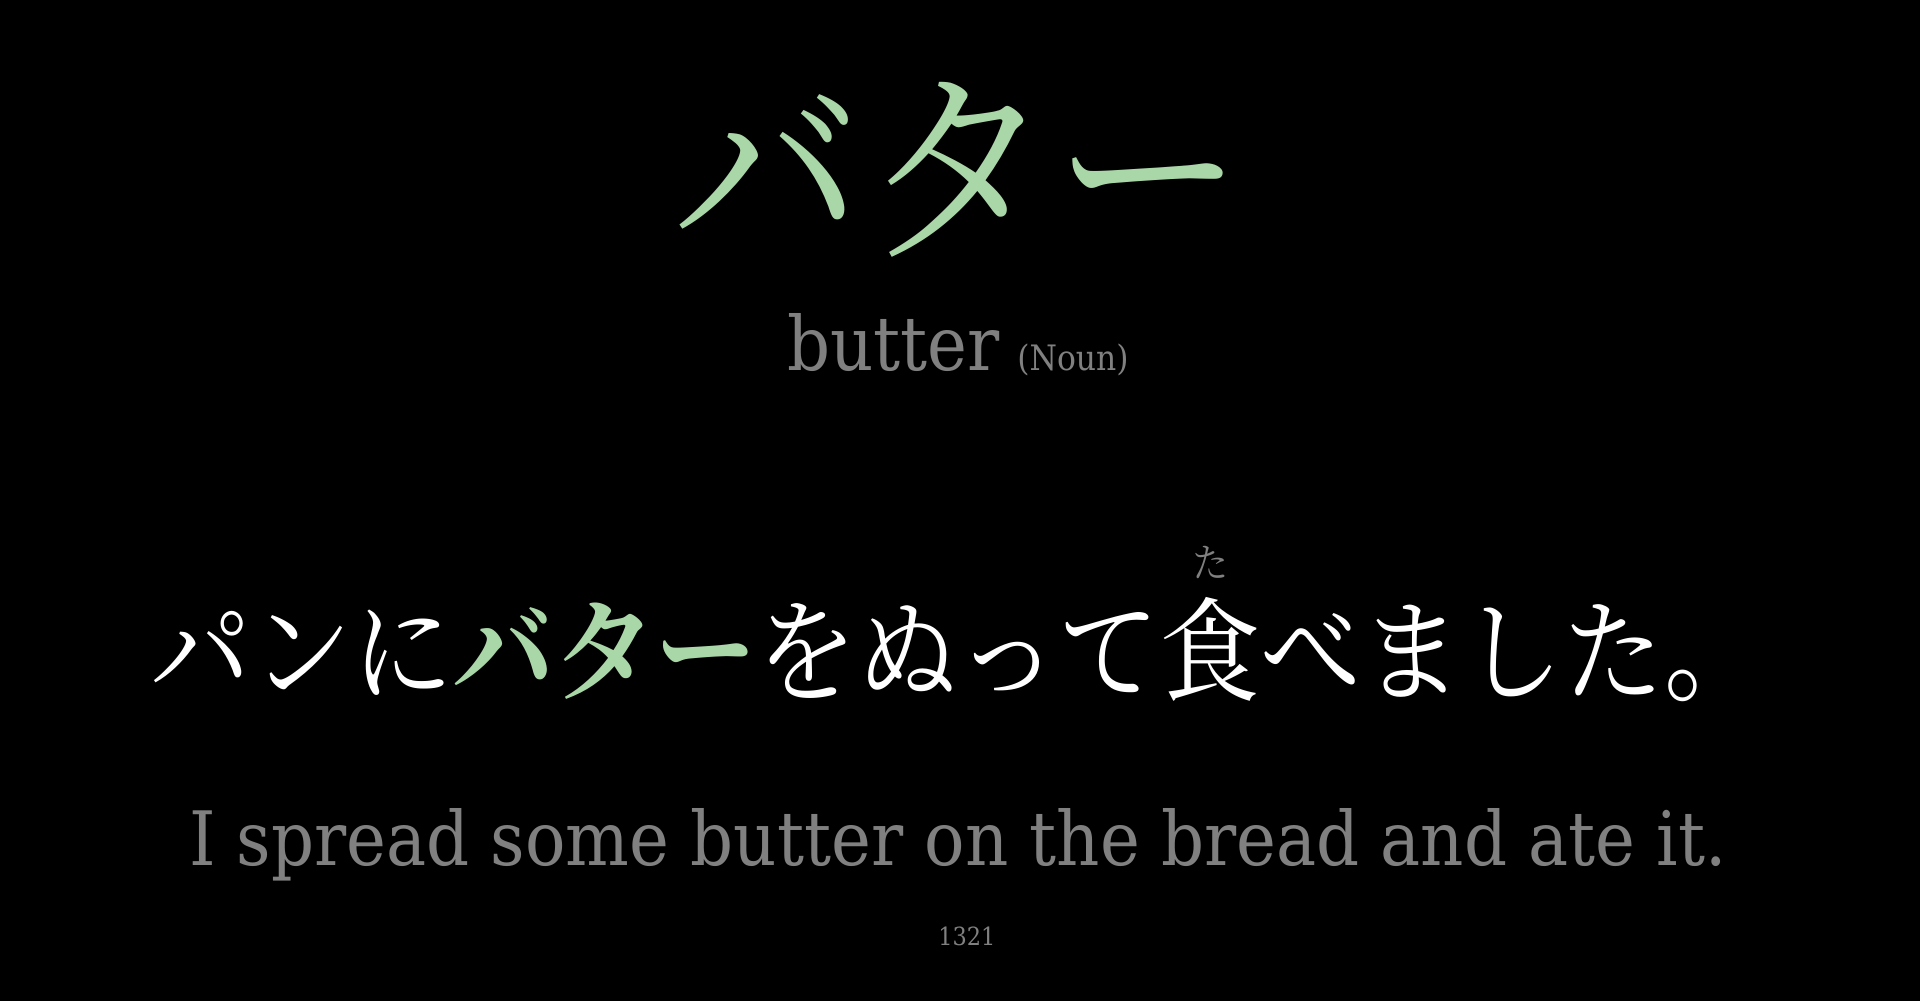 バター
butter (Noun)
た
パンにバターをぬって食べました。
I spread some butter on the bread and ate it.
1321